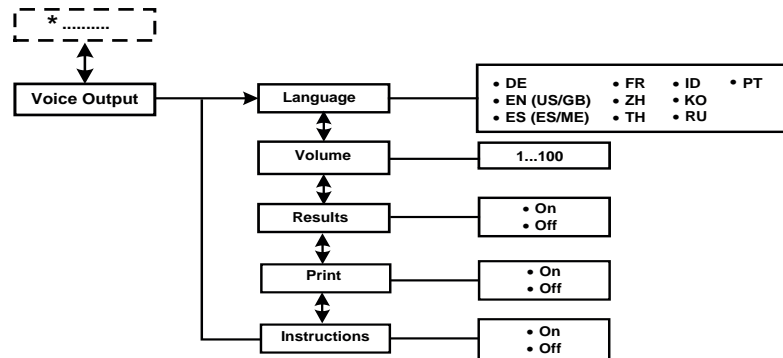 * ..........
Voice Output
Language
• DE • FR • ID • PT
• EN (US/GB) • ZH • KO
• ES (ES/ME) • TH • RU
Volume
1...100
Results
• On
• Off
Print
• On
• Off
Instructions
• On
• Off